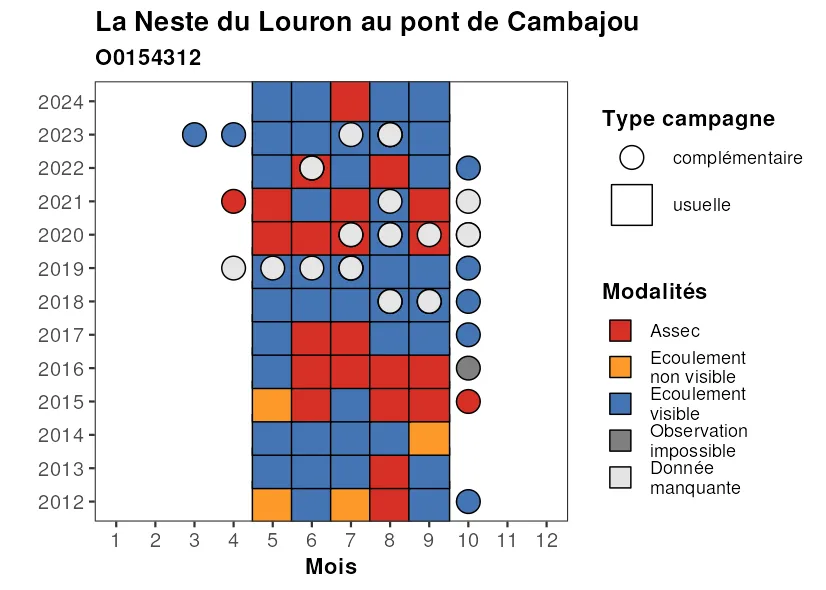 La Neste du Louron au pont de Cambajou
O0154312
2024
2023
2022
2021
2020
2019
2018
2017
2016
2015
2014
2013
2012
1 2 3 4 5 6 7 8 9 10 11 12
Mois
Type campagne
complémentaire
usuelle
Modalités
Assec
Ecoulement
non visible
Ecoulement
visible
Observation
impossible
Donnée
manquante